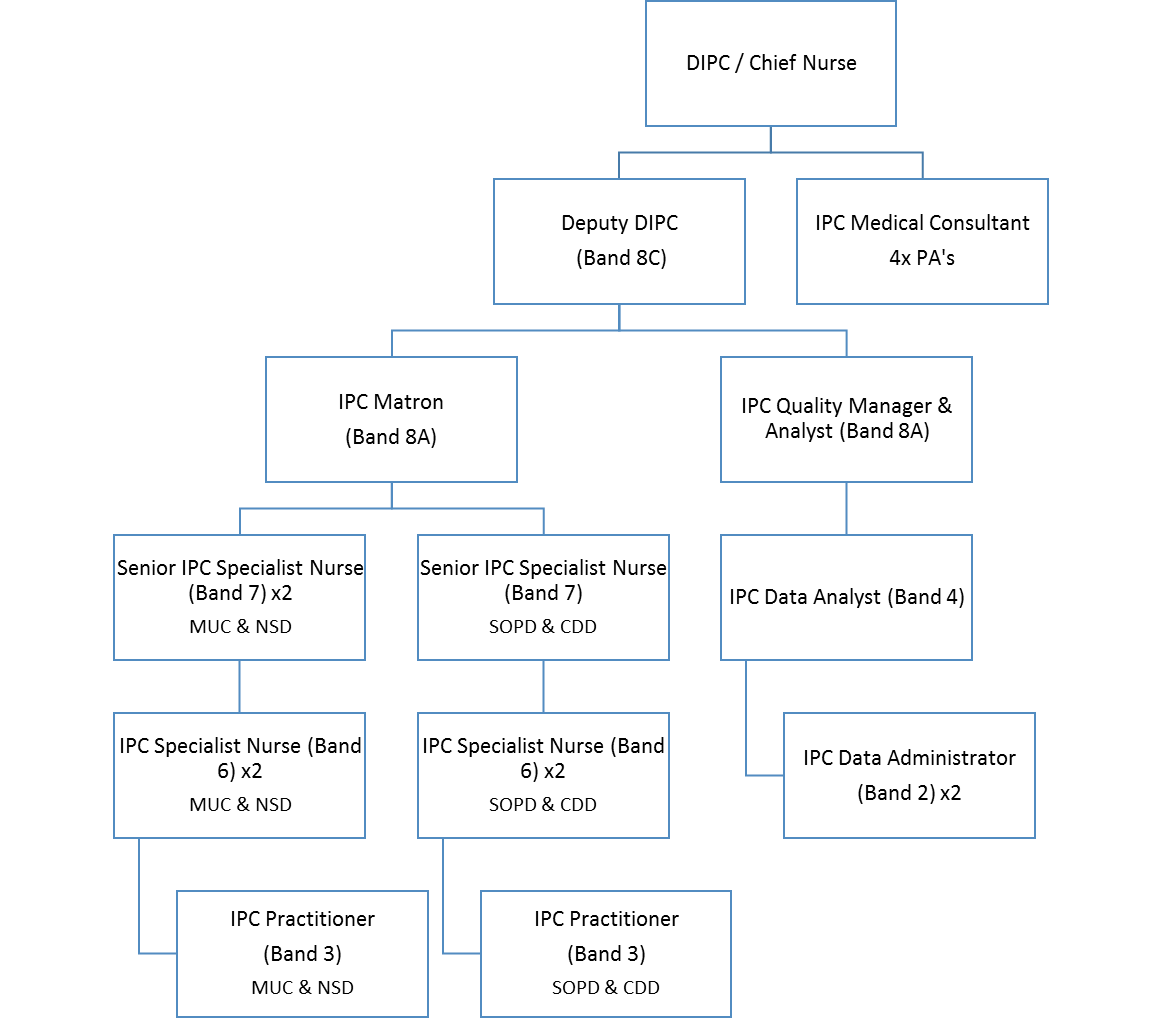 DIPC / Chief Nurse
Deputy DIPC
(Band 8C)
IPC Medical Consultant
4x PA's
IPC Matron
(Band 8A)
IPC Quality Manager &
Analyst (Band 8A)
Senior IPC Specialist Nurse
(Band 7) x2
MUC & NSD
Senior IPC Specialist Nurse
(Band 7)
SOPD & CDD
IPC Data Analyst (Band 4)
IPC Specialist Nurse (Band
6) x2
MUC & NSD
IPC Specialist Nurse (Band
6) x2
SOPD & CDD
IPC Data Administrator
(Band 2) x2
IPC Practitioner
(Band 3)
MUC & NSD
IPC Practitioner
(Band 3)
SOPD & CDD